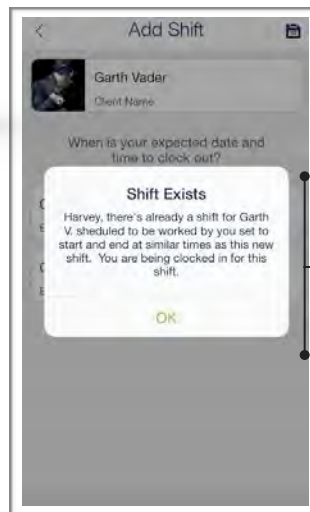 Add Shift
Garth Vader
Client Name
When is your expected date and
time to clock out?
Shift Exists
Harvey, there's already a shift for Garth
V. sheduled to be worked by you set to
start and end at similar times as this new
shift. You are being clocked in for this
shift.
OK